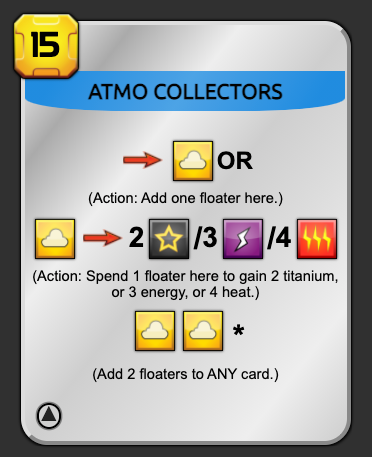 15
ATMO COLLECTORS
OR
(Action: Add one floater here.)
2 /3 /4
(Action: Spend 1 floater here to gain 2 titanium,
or 3 energy, or 4 heat.)
*
(Add 2 floaters to ANY card.)